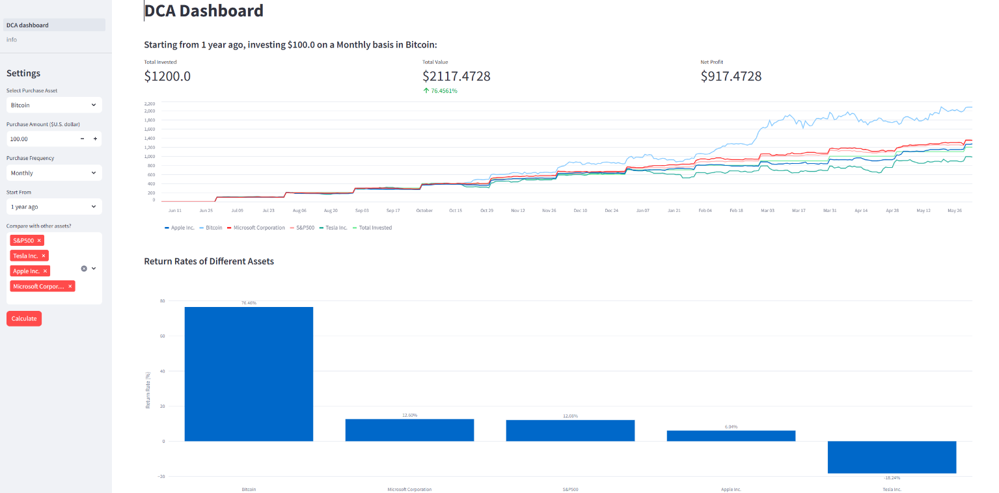 DCA dashboard
info
Settings
Select Purchase Asset
Bitcoin
Purchase Amount ($U.S. dollar)
100.00
Purchase Frequency
Monthly
Start From
1 year ago
Compare with other assets?
S&P500
Tesla Inc.
Apple Inc.
Microsoft Corpor...
Calculate
DCA Dashboard
Starting from 1 year ago, investing $100.0 on a Monthly basis in Bitcoin:
Total Invested Total Value Net Profit
$1200.0 $2117.4728 $917.4728
76.4561%
2,200
2,000
1,800
1,600
1,400
1,200
1,000
800
600
400
200
0
Jun 11 Jun 25 Jul 09 Jul 23 Aug 06 Aug 20 Sep 03 Sep 17 October Oct 15 Oct 29 Nov 12 Nov 26 Dec 10 Dec 24 Jan 07 Jan 21 Feb 04 Feb 18 Mar 03 Mar 17 Mar 31 Apr 14 Apr 28 May 12 May 26
Apple Inc. Bitcoin Microsoft Corporation S&P500 Tesla Inc. Total Invested
Return Rates of Different Assets
Return Rate (%)
80
60
40
20
0
−20
76.46%
12.60%
12.08%
6.04%
-18.24%
Bitcoin Microsoft Corporation S&P500 Apple Inc. Tesla Inc.